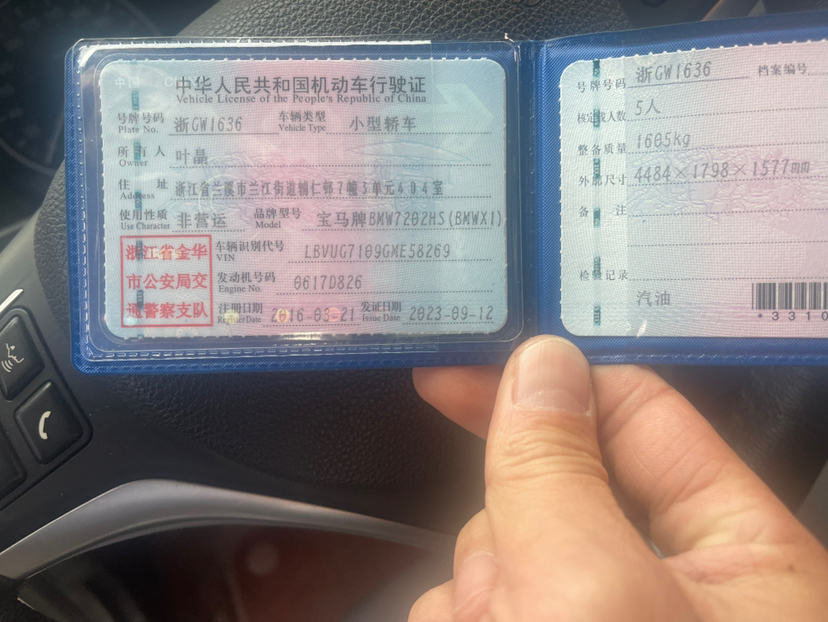 中华人民共和国机动车行驶证
Vehicle License of the People's Republic of China
号牌号码 浙GW1636 车辆类型 小型轿车
Plate No. Vehicle Type
所有人 叶晶
Owner
住址 浙江省兰溪市兰江街道辅仁邨7幢3单元404室
Address
使用性质 非营运 品牌型号 宝马牌BMW7202HS(BMWX1)
Use Character Model
浙江省金华
市公安局交
通警察支队
车辆识别代号 LBVUG7109GME58269
VIN
发动机号码 0617D826
Engine No.
注册日期 2016-03-21 发证日期 2023-09-12
Register Date Issue Date
号牌号码 浙GW1636 档案编号
核定载人数 5人
整备质量 1605kg
外廓尺寸 4484×1798×1577mm
备注
检验记录
汽油
*3310